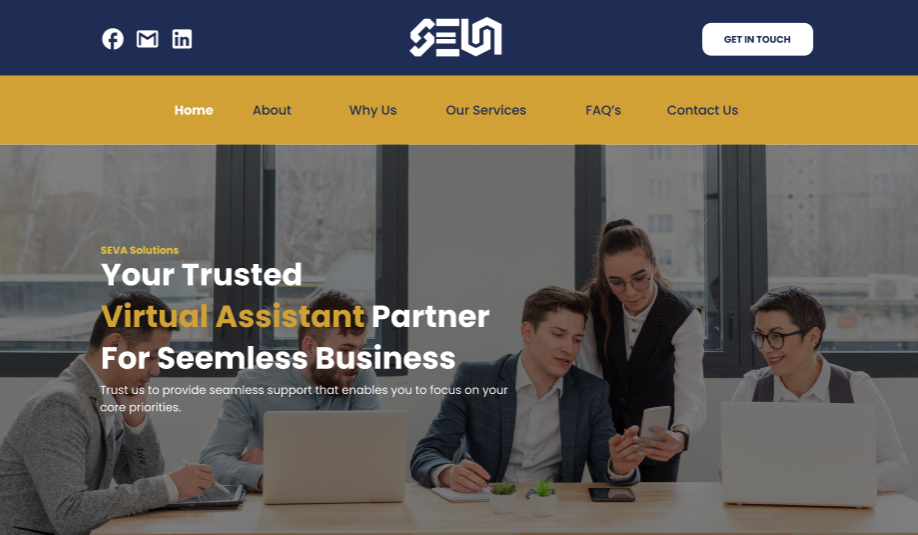 SEVA
GET IN TOUCH
Home About Why Us Our Services FAQ's Contact Us
SEVA Solutions
Your Trusted
Virtual Assistant Partner
For Seemless Business
Trust us to provide seamless support that enables you to focus on your
core priorities.